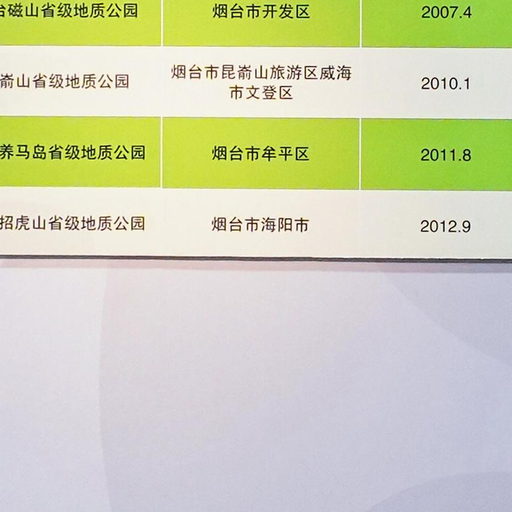 台磁山省级地质公园 烟台市开发区 2007.4
嵛山省级地质公园 烟台市昆嵛山旅游区威海
市文登区 2010.1
养马岛省级地质公园 烟台市牟平区 2011.8
招虎山省级地质公园 烟台市海阳市 2012.9